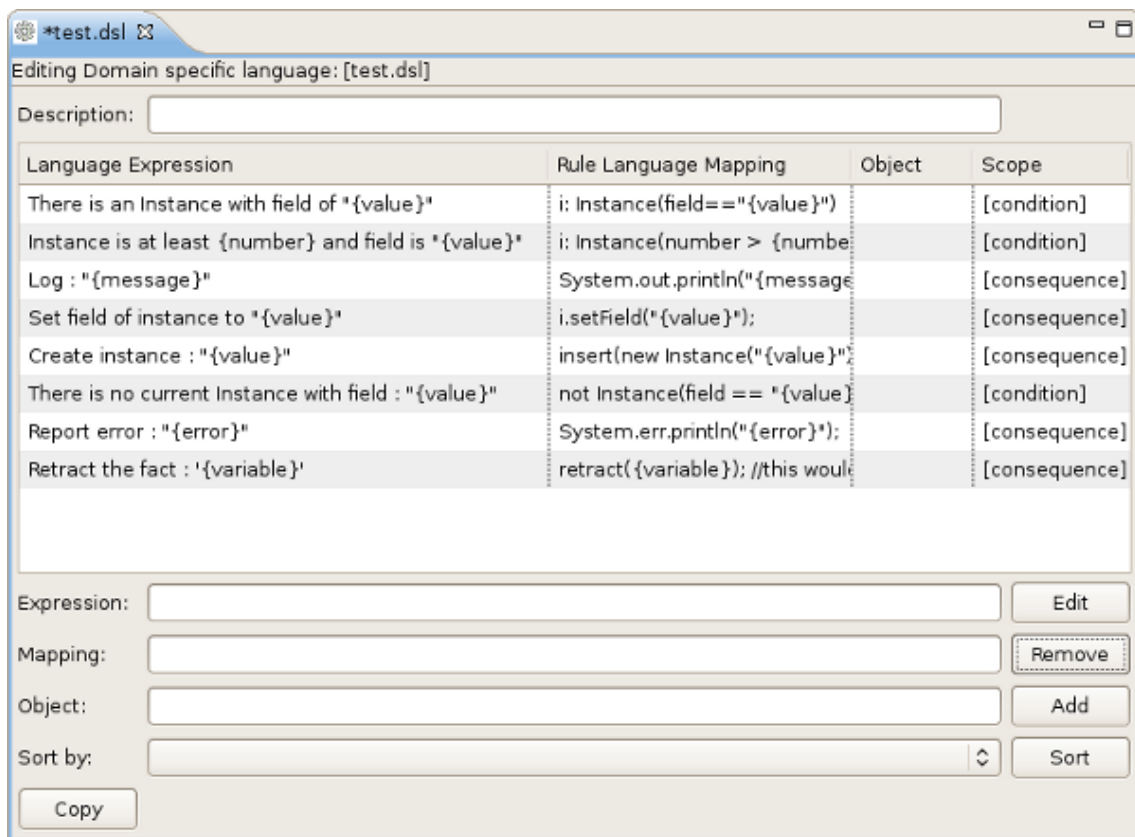 *test.dsl
Editing Domain specific language: [test.dsl]
Description:
Language Expression Rule Language Mapping Object Scope
There is an Instance with field of "{value}" i: Instance(field=="{value}") [condition]
Instance is at least {number} and field is "{value}" i: Instance(number > {numbe [condition]
Log : "{message}" System.out.println("{message [consequence]
Set field of instance to "{value}" i.setField("{value}"); [consequence]
Create instance : "{value}" insert(new Instance("{value}") [consequence]
There is no current Instance with field : "{value}" not Instance(field == "{value} [condition]
Report error : "{error}" System.err.println("{error}"); [consequence]
Retract the fact : '{variable}' retract({variable}); //this would [consequence]
Expression: Edit
Mapping: Remove
Object: Add
Sort by: Sort
Copy